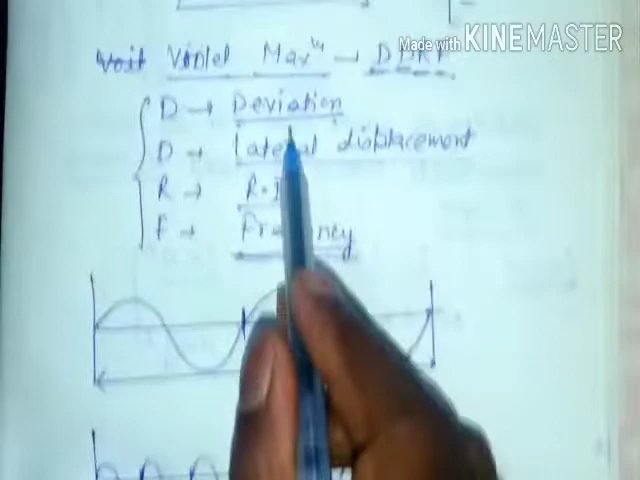 Made with KINEMASTER
Violet Max^m → DDRF
D → Deviation
D → Lateral displacement
R →
F → Frequency